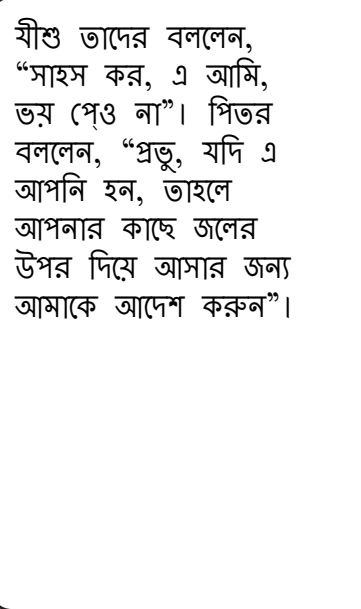 যীশু তাদের বললেন,
“সাহস কর, এ আমি,
ভয় পেও না”। পিতর
বললেন, “প্রভু, যদি এ
আপনি হন, তাহলে
আপনার কাছে জলের
উপর দিয়ে আসার জন্য
আমাকে আদেশ করুন”।